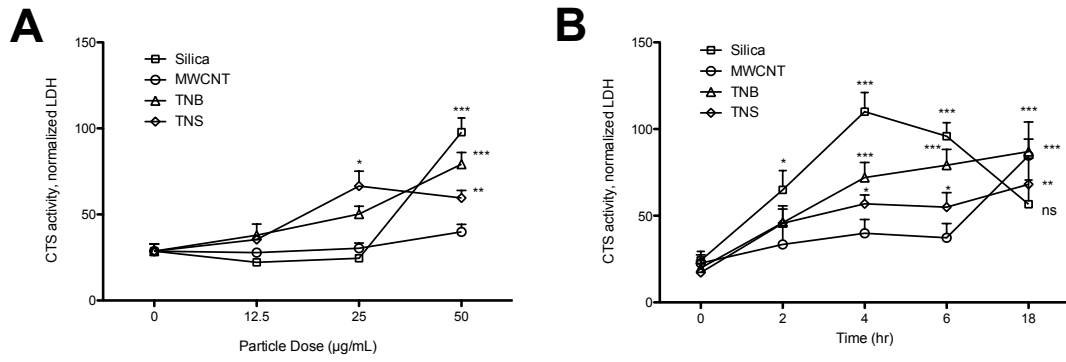 A
CTS activity, normalized LDH
150
100
50
0
Silica
MWCNT
TNB
TNS
*
***
***
**
0
12.5
25
50
Particle Dose (μg/mL)
B
CTS activity, normalized LDH
150
100
50
0
Silica
MWCNT
TNB
TNS
*
***
***
*
***
***
*
***
***
**
ns
0
2
4
6
18
Time (hr)